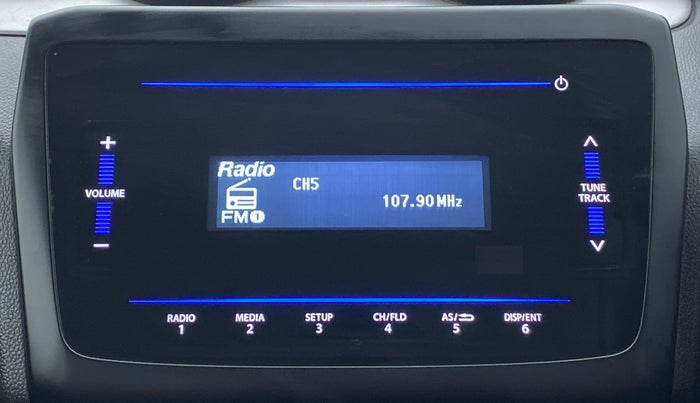 Radio
CH5
107.90MHz
FM1
+
VOLUME
−
TUNE
TRACK
RADIO
1
MEDIA
2
SETUP
3
CH/FLD
4
AS/
5
DISP/ENT
6